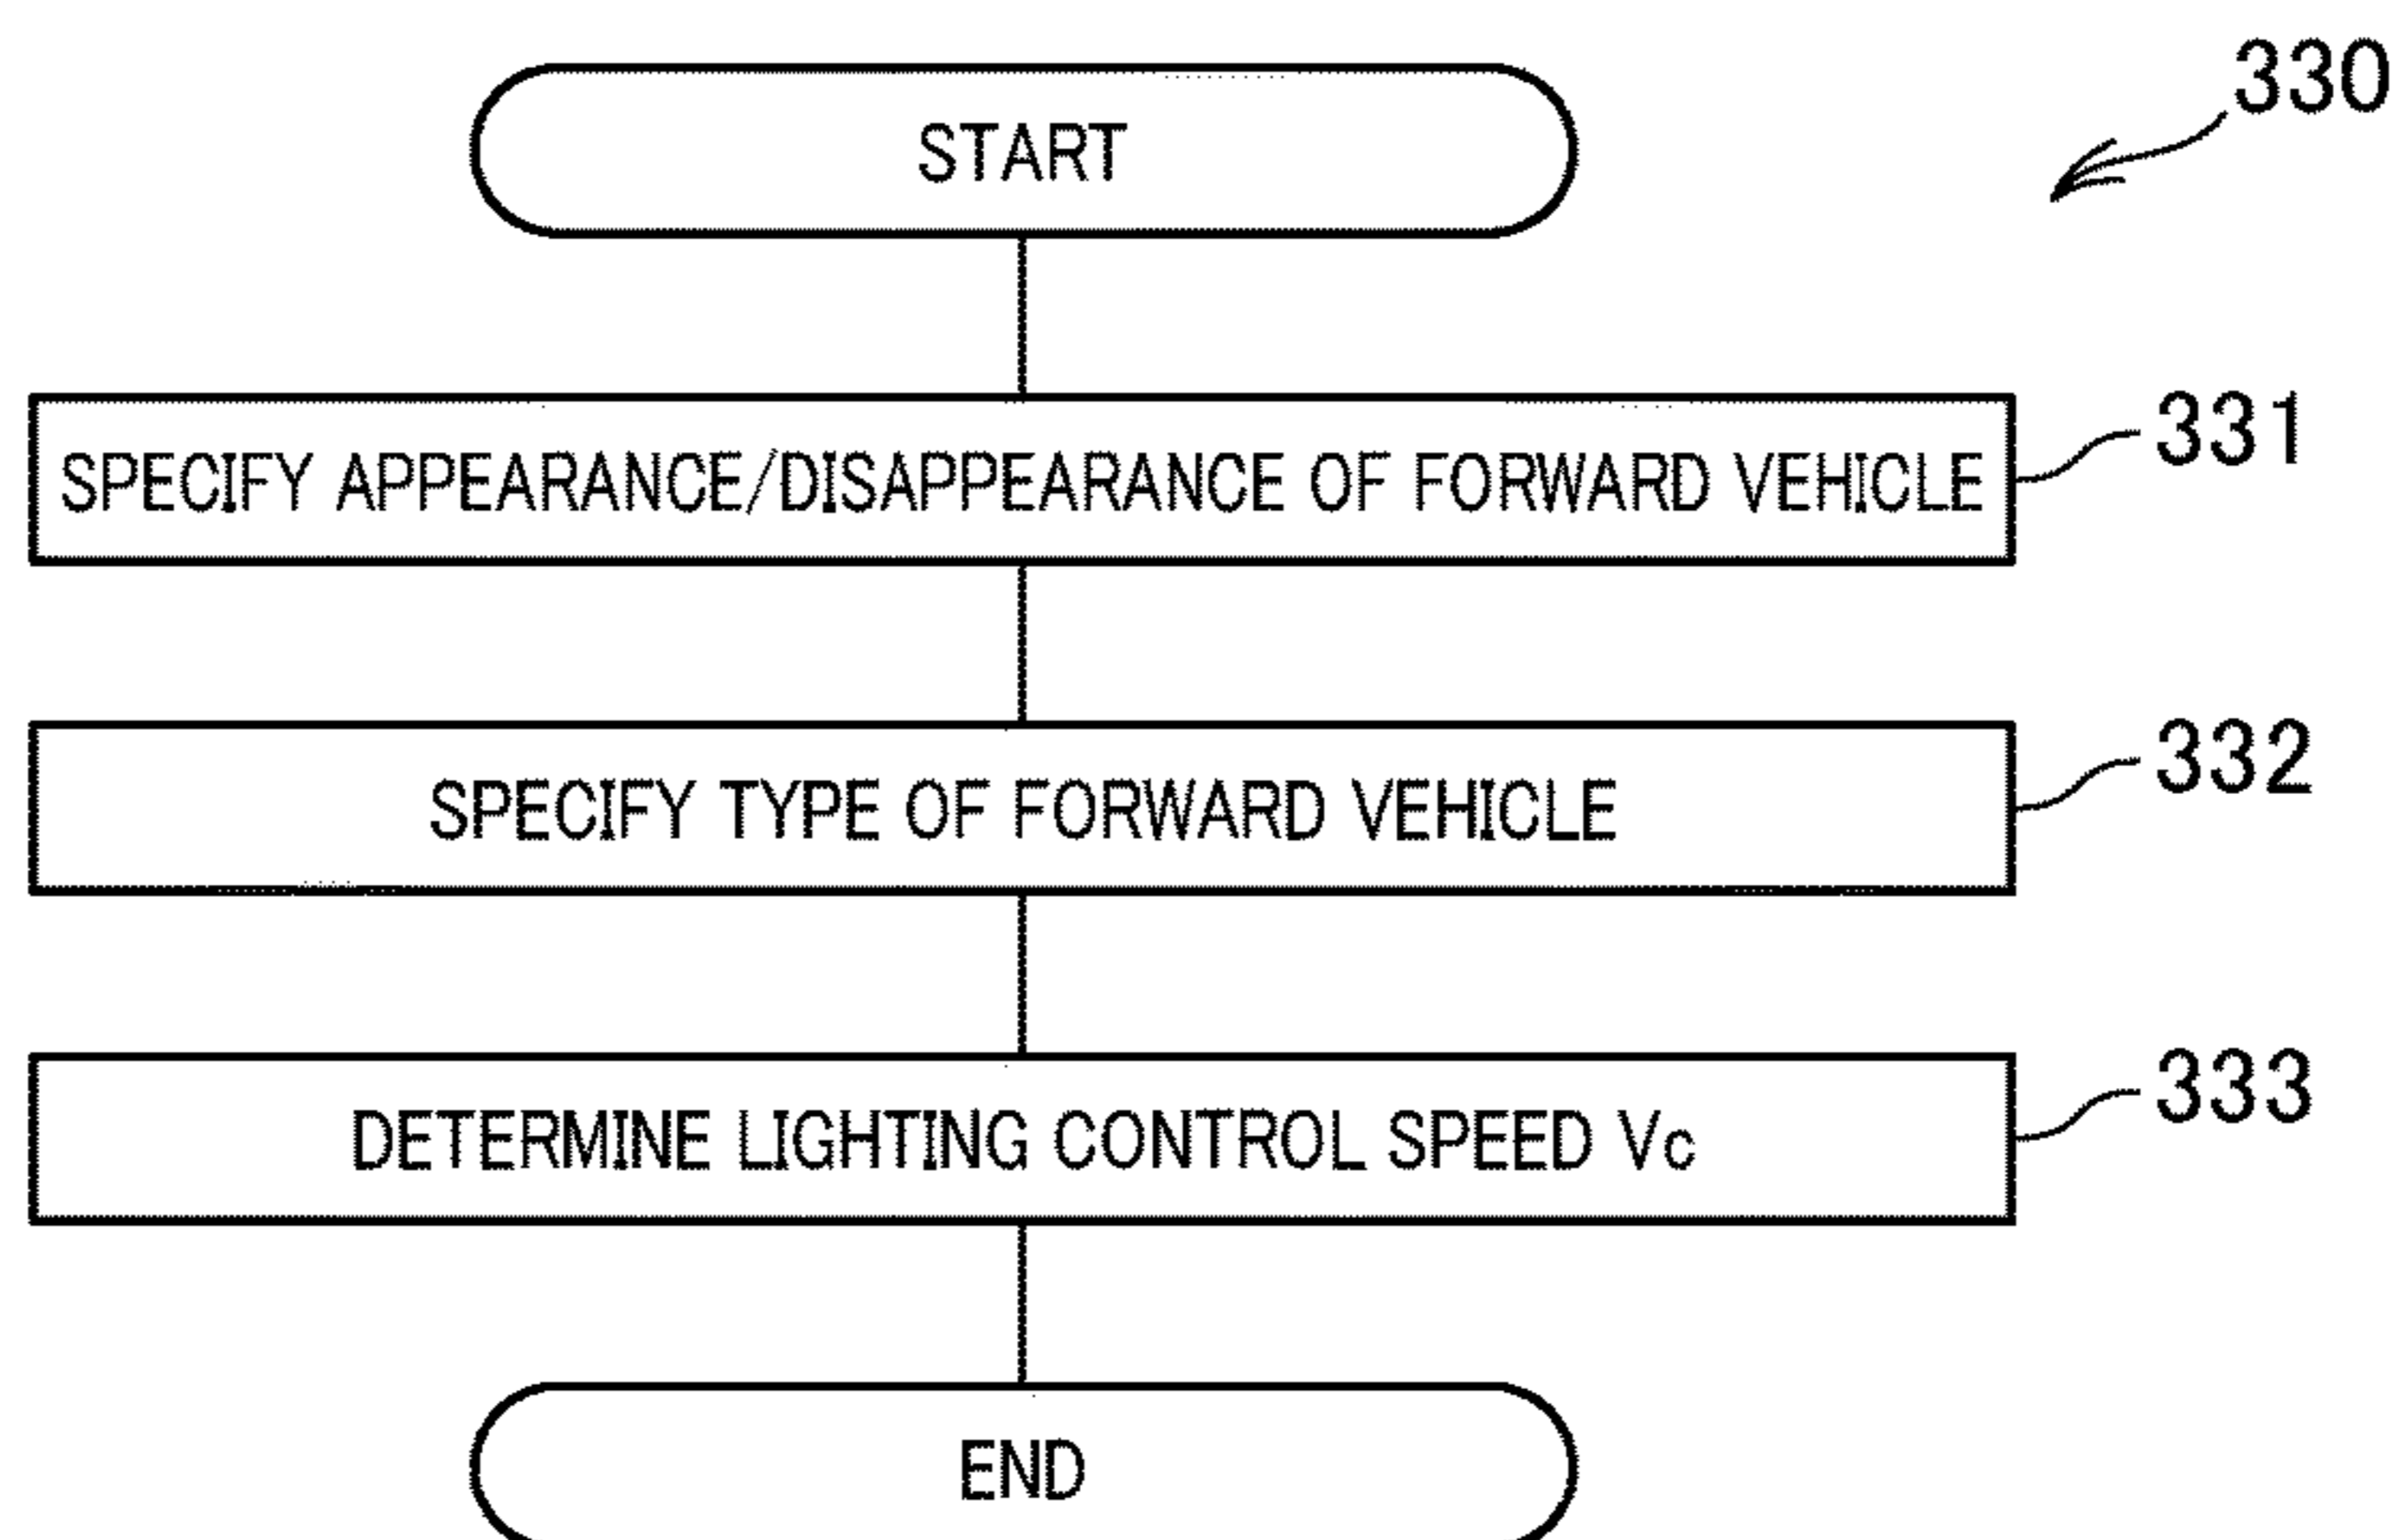 330
START
SPECIFY APPEARANCE/DISAPPEARANCE OF FORWARD VEHICLE
331
SPECIFY TYPE OF FORWARD VEHICLE
332
DETERMINE LIGHTING CONTROL SPEED Vc
333
END